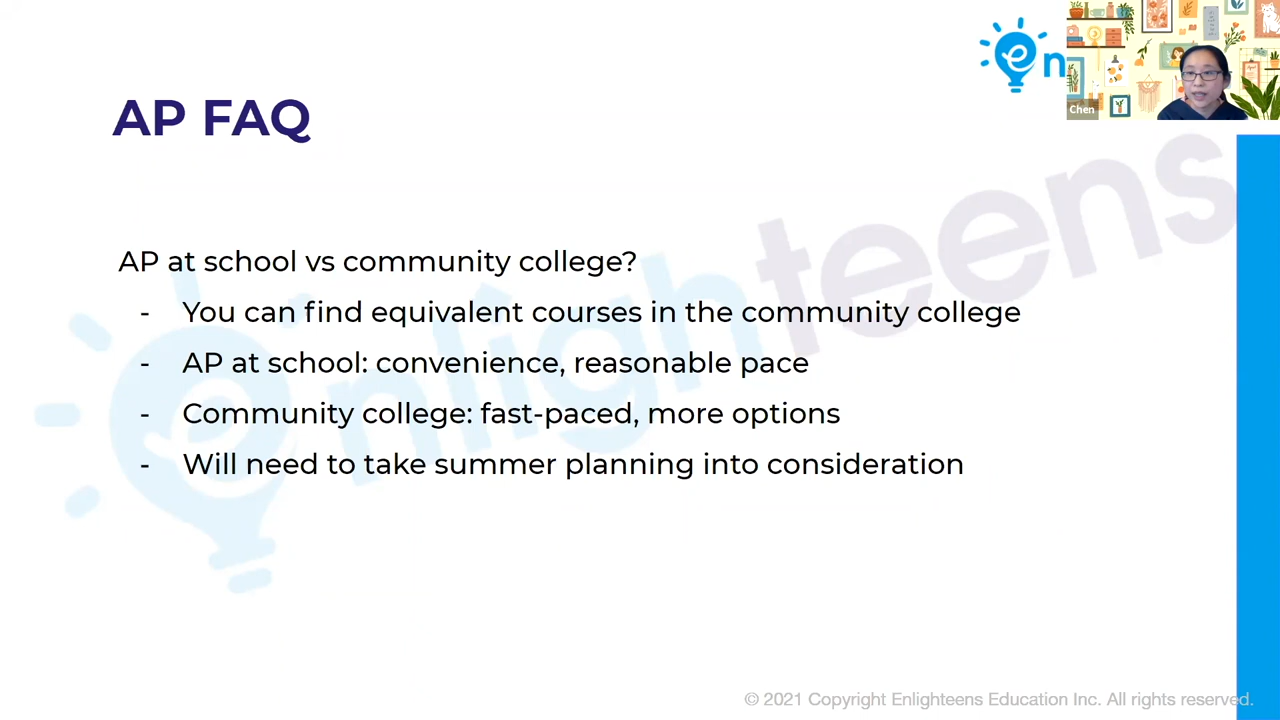 en
Chen
AP FAQ
enlighteens
AP at school vs community college?
- You can find equivalent courses in the community college
- AP at school: convenience, reasonable pace
- Community college: fast-paced, more options
- Will need to take summer planning into consideration
© 2021 Copyright Enlighteens Education Inc. All rights reserved.